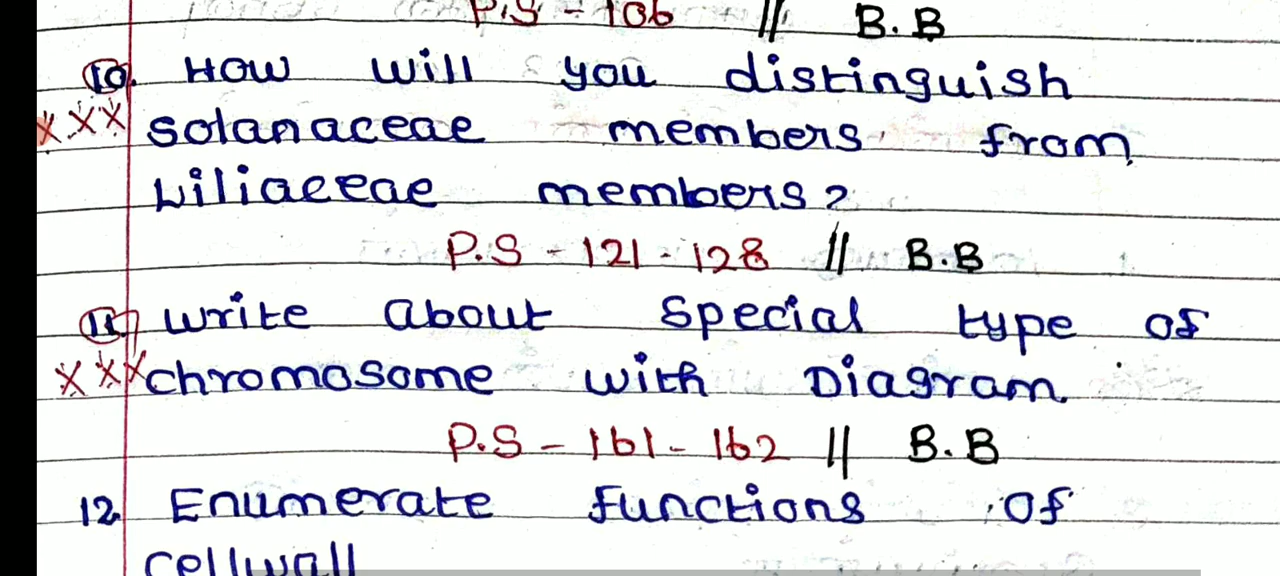 P.S - 106 // B.B
10. How will you distinguish
xxx solanaceae members from
Liliaceae members?
P.S - 121 - 128 // B.B
11. write about special type of
xxx chromosome with Diagram.
P.S - 161 - 162 // B.B
12. Enumerate functions of
cellwall